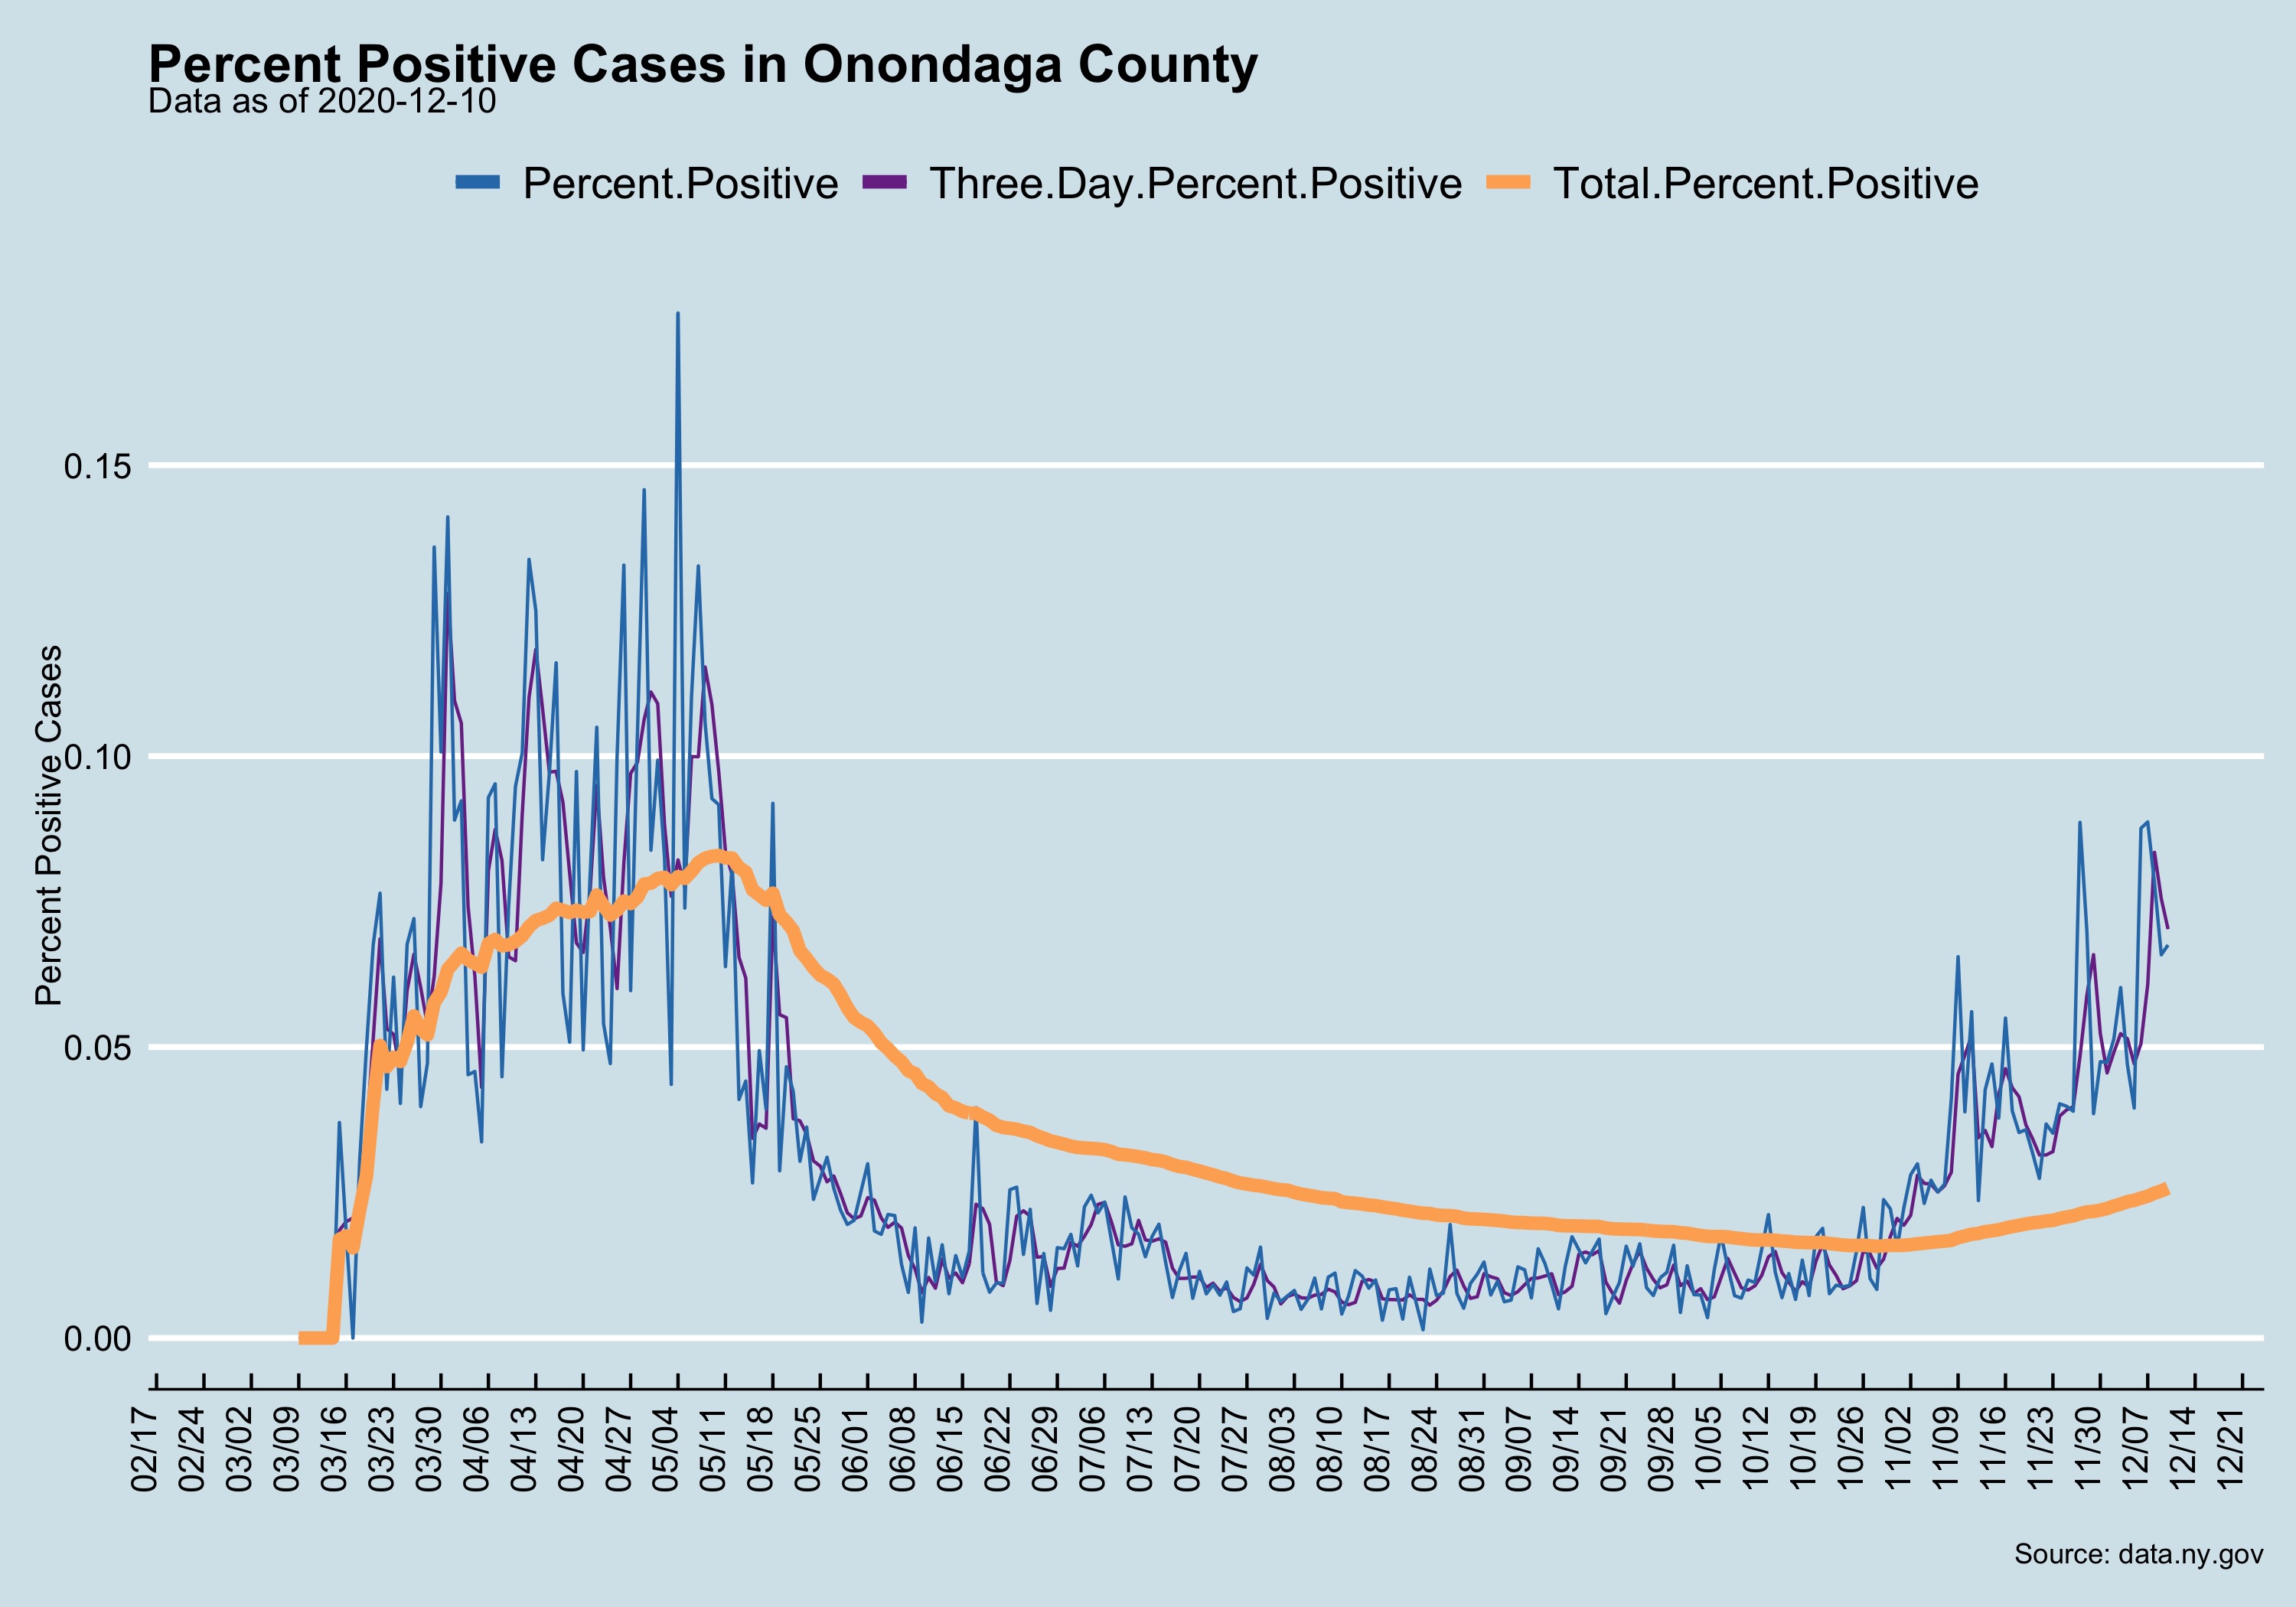 Percent Positive Cases in Onondaga County
Data as of 2020-12-10
Percent.Positive Three.Day.Percent.Positive Total.Percent.Positive
Percent Positive Cases
0.15
0.10
0.05
0.00
02/17 02/24 03/02 03/09 03/16 03/23 03/30 04/06 04/13 04/20 04/27 05/04 05/11 05/18 05/25 06/01 06/08 06/15 06/22 06/29 07/06 07/13 07/20 07/27 08/03 08/10 08/17 08/24 08/31 09/07 09/14 09/21 09/28 10/05 10/12 10/19 10/26 11/02 11/09 11/16 11/23 11/30 12/07 12/14 12/21
Source: data.ny.gov